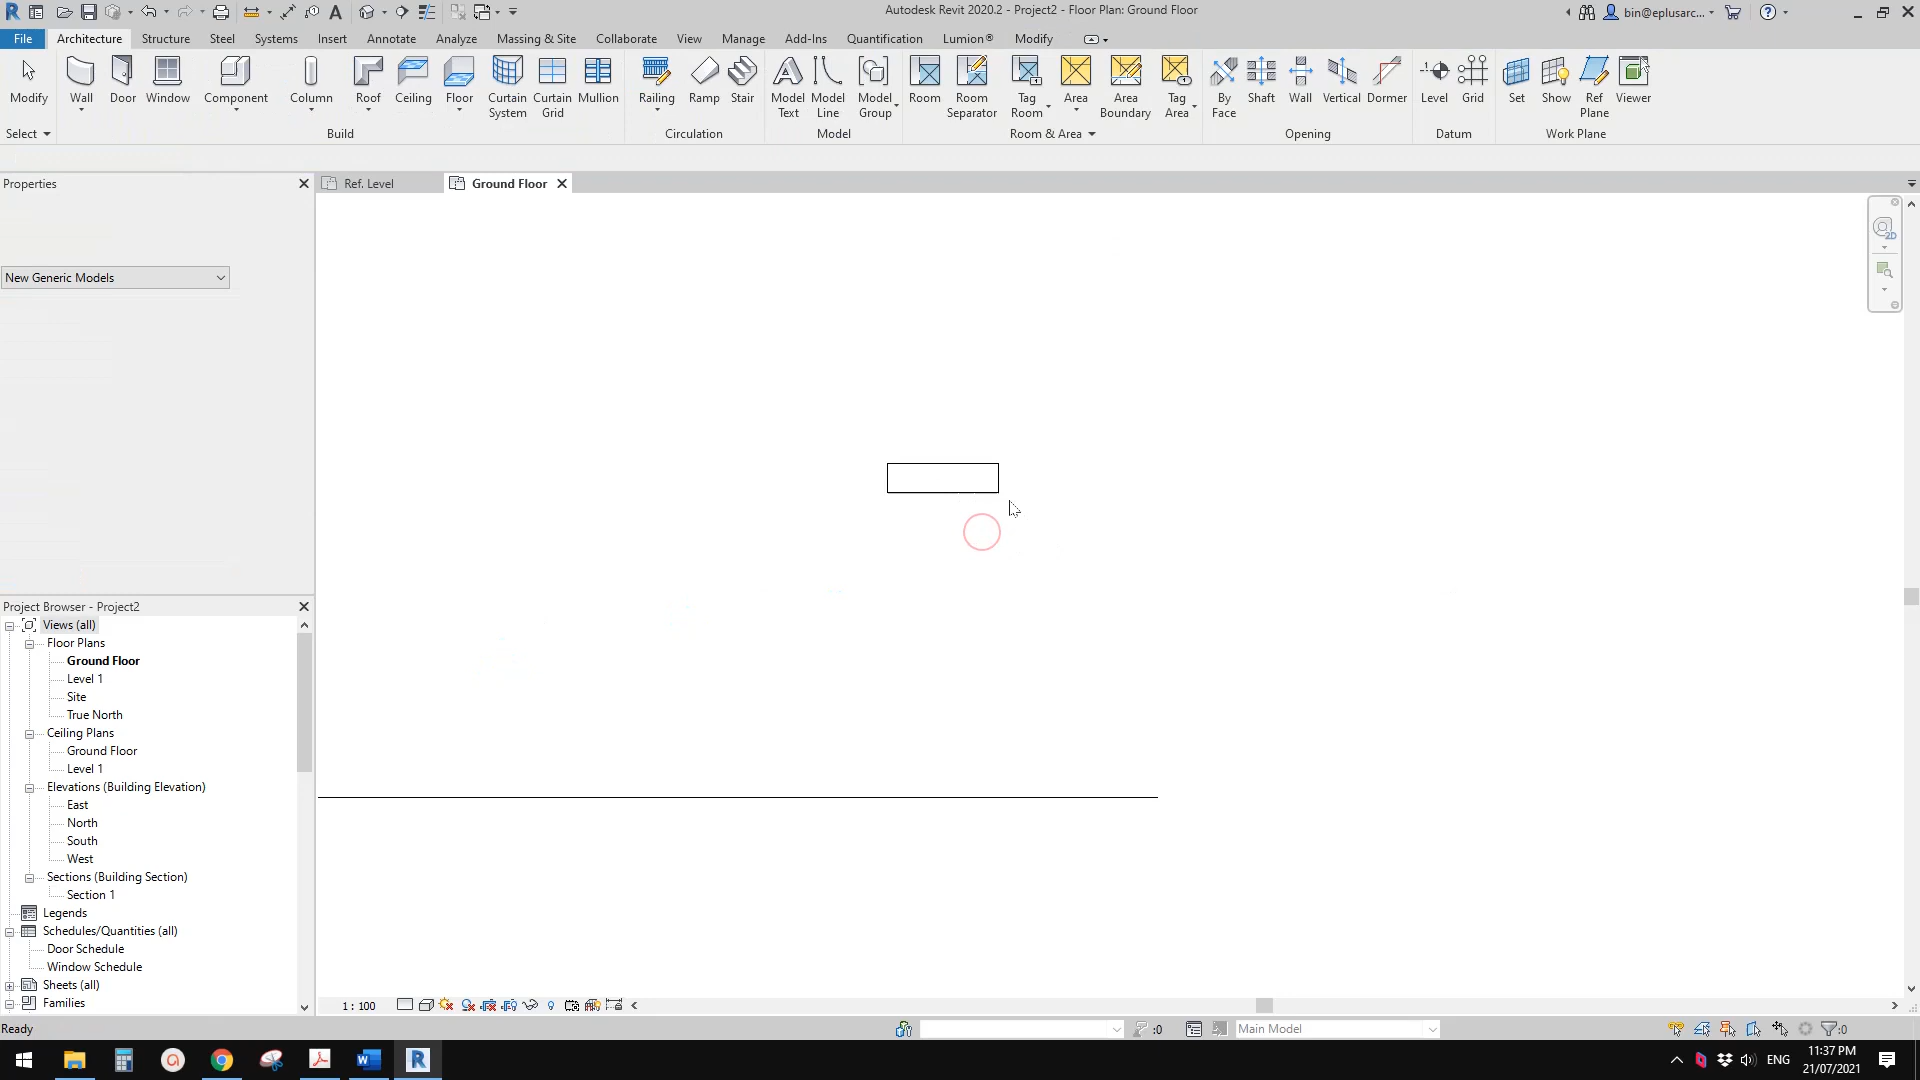 Autodesk Revit 2020.2 - Project2 - Floor Plan: Ground Floor
bin@eplusarc...
File Architecture Structure Steel Systems Insert Annotate Analyze Massing & Site Collaborate View Manage Add-Ins Quantification Lumion® Modify
Modify Wall Door Window Component Column Roof Ceiling Floor Curtain System Curtain Grid Mullion Railing Ramp Stair Model Text Model Line Model Group Room Room Separator Tag Room Area Area Boundary Tag Area By Face Shaft Wall Vertical Dormer Level Grid Set Show Ref Plane Viewer
Select Build Circulation Model Room & Area Opening Datum Work Plane
Properties
Ref. Level
Ground Floor
2D
New Generic Models
Project Browser - Project2
Views (all)
Floor Plans
Ground Floor
Level 1
Site
True North
Ceiling Plans
Ground Floor
Level 1
Elevations (Building Elevation)
East
North
South
West
Sections (Building Section)
Section 1
Legends
Schedules/Quantities (all)
Door Schedule
Window Schedule
Sheets (all)
Families
1 : 100
Ready
:0
Main Model
:0
ENG
11:37 PM
21/07/2021